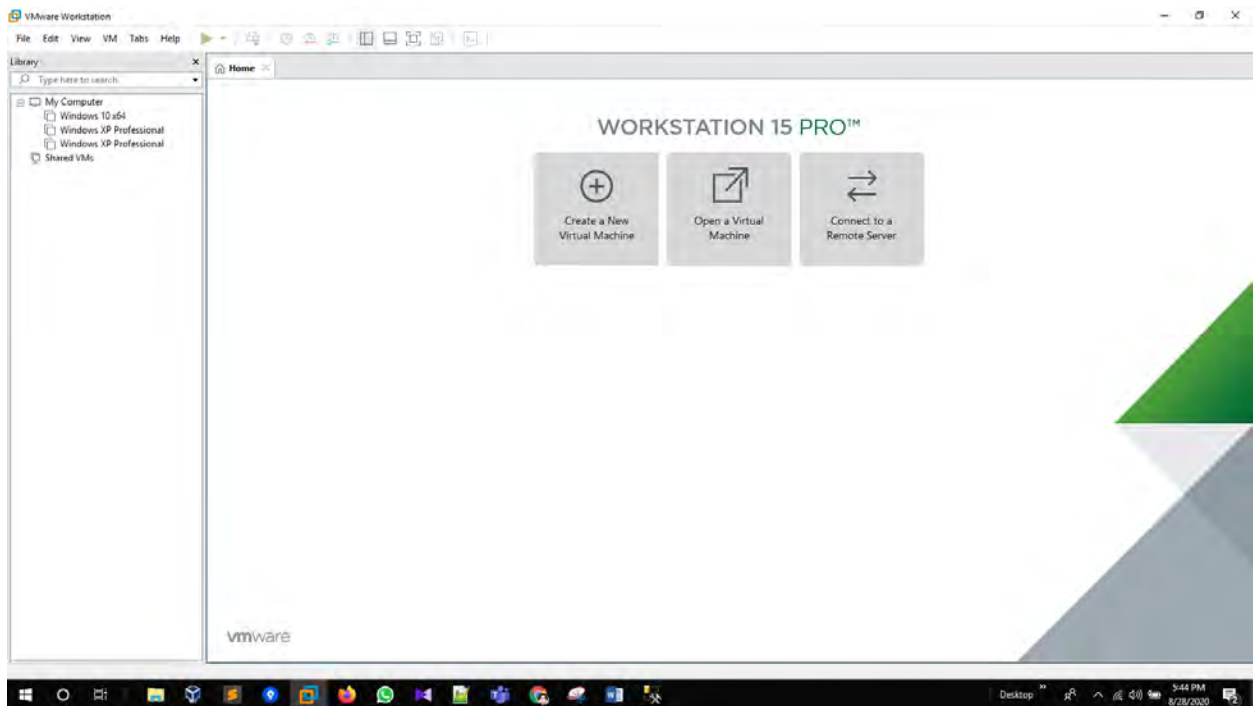 VMware Workstation
File Edit View VM Tabs Help
Library
Type here to search
Home
My Computer
Windows 10 x64
Windows XP Professional
Windows XP Professional
Shared VMs
WORKSTATION 15 PRO™
Create a New
Virtual Machine
Open a Virtual
Machine
Connect to a
Remote Server
vmware
Desktop
5:44 PM
8/28/2020
2